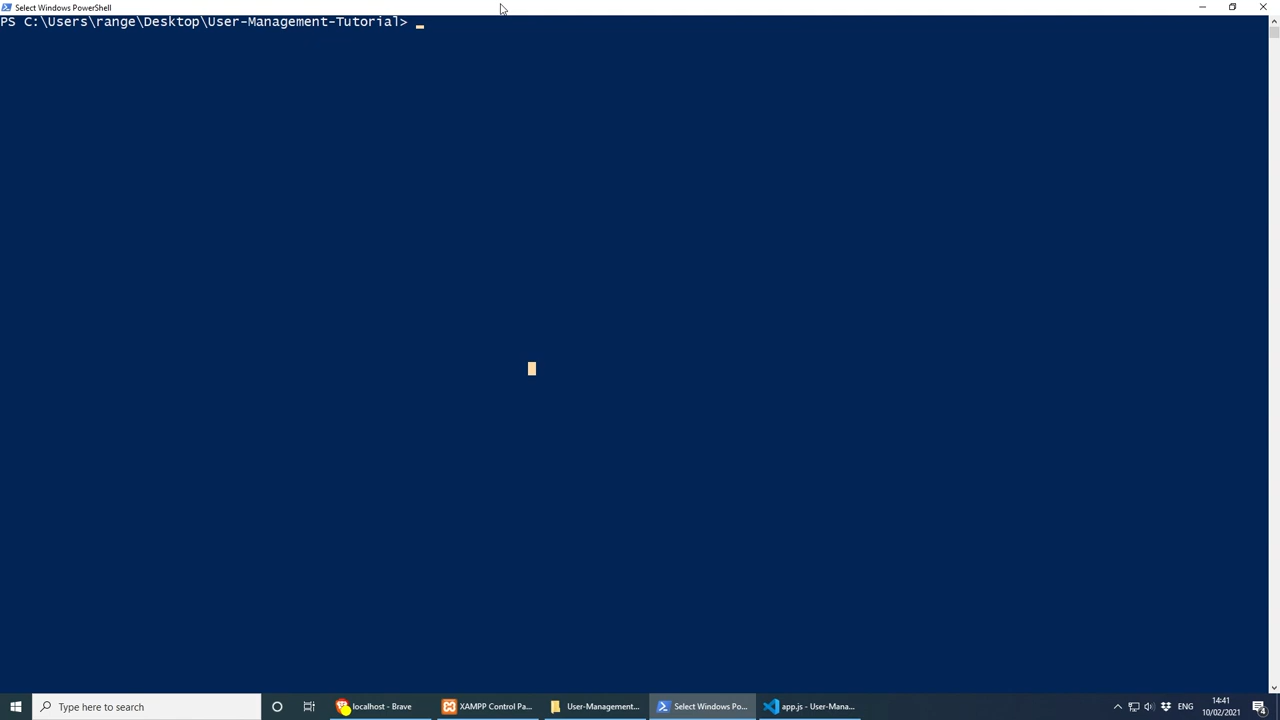 Select Windows PowerShell
PS C:\Users\range\Desktop\User-Management-Tutorial>
Type here to search
localhost - Brave
XAMPP Control Pa...
User-Management...
Select Windows Po...
app.js - User-Mana...
ENG
14:41
10/02/2021
4